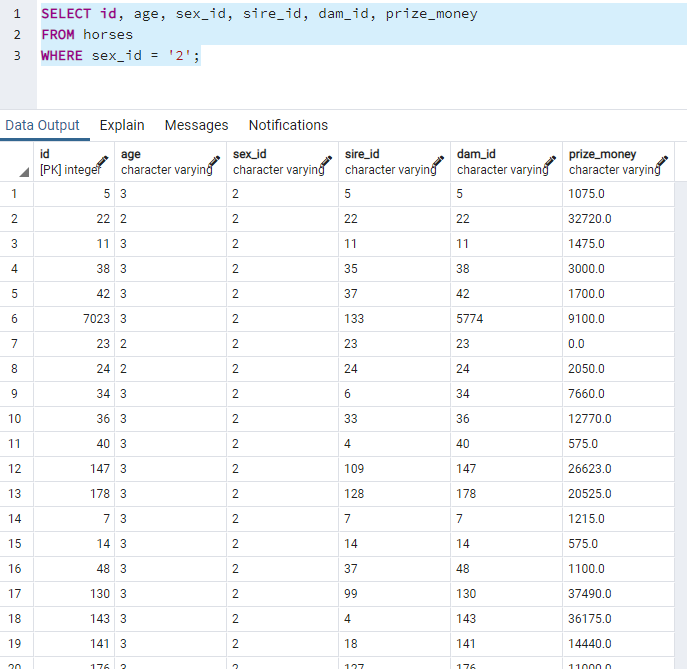 1 SELECT id, age, sex_id, sire_id, dam_id, prize_money
2 FROM horses
3 WHERE sex_id = '2';
Data Output Explain Messages Notifications
id age sex_id sire_id dam_id prize_money
[PK] integer character varying character varying character varying character varying character varying
1 5 3 2 5 5 1075.0
2 22 2 2 22 22 32720.0
3 11 3 2 11 11 1475.0
4 38 3 2 35 38 3000.0
5 42 3 2 37 42 1700.0
6 7023 3 2 133 5774 9100.0
7 23 2 2 23 23 0.0
8 24 2 2 24 24 2050.0
9 34 3 2 6 34 7660.0
10 36 3 2 33 36 12770.0
11 40 3 2 4 40 575.0
12 147 3 2 109 147 26623.0
13 178 3 2 128 178 20525.0
14 7 3 2 7 7 1215.0
15 14 3 2 14 14 575.0
16 48 3 2 37 48 1100.0
17 130 3 2 99 130 37490.0
18 143 3 2 4 143 36175.0
19 141 3 2 18 141 14440.0
20 176 3 2 127 176 11000.0